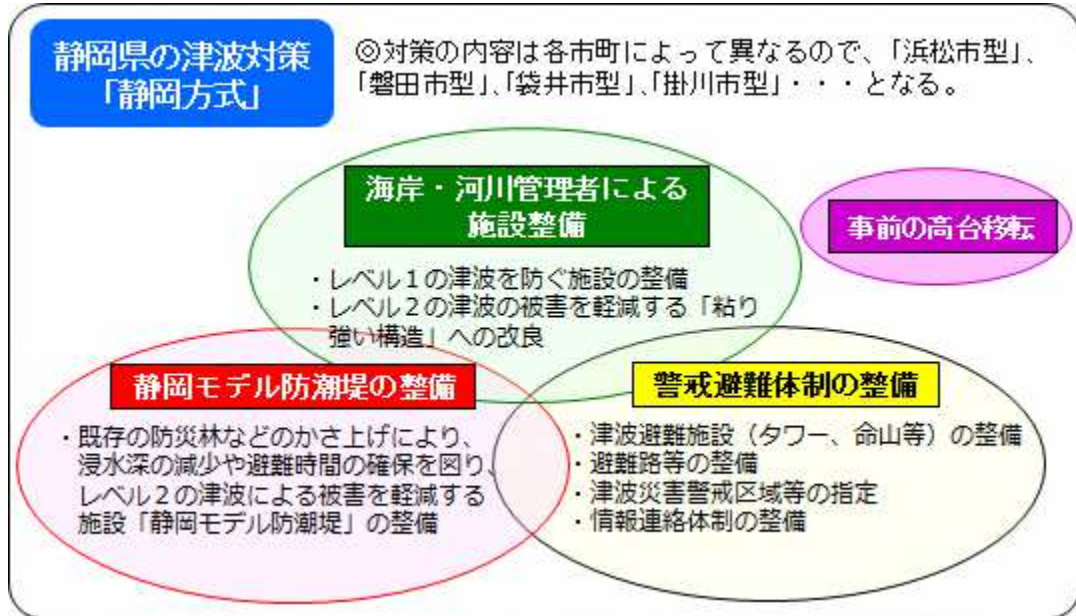 静岡県の津波対策
「静岡方式」
◎対策の内容は各市町によって異なるので、「浜松市型」、
「磐田市型」、「袋井市型」、「掛川市型」・・・となる。
海岸・河川管理者による
施設整備
・レベル１の津波を防ぐ施設の整備
・レベル２の津波の被害を軽減する「粘り
強い構造」への改良
事前の高台移転
静岡モデル防潮堤の整備
・既存の防災林などのかさ上げにより、
浸水深の減少や避難時間の確保を図り、
レベル２の津波による被害を軽減する
施設「静岡モデル防潮堤」の整備
警戒避難体制の整備
・津波避難施設（タワー、命山等）の整備
・避難路等の整備
・津波災害警戒区域等の指定
・情報連絡体制の整備